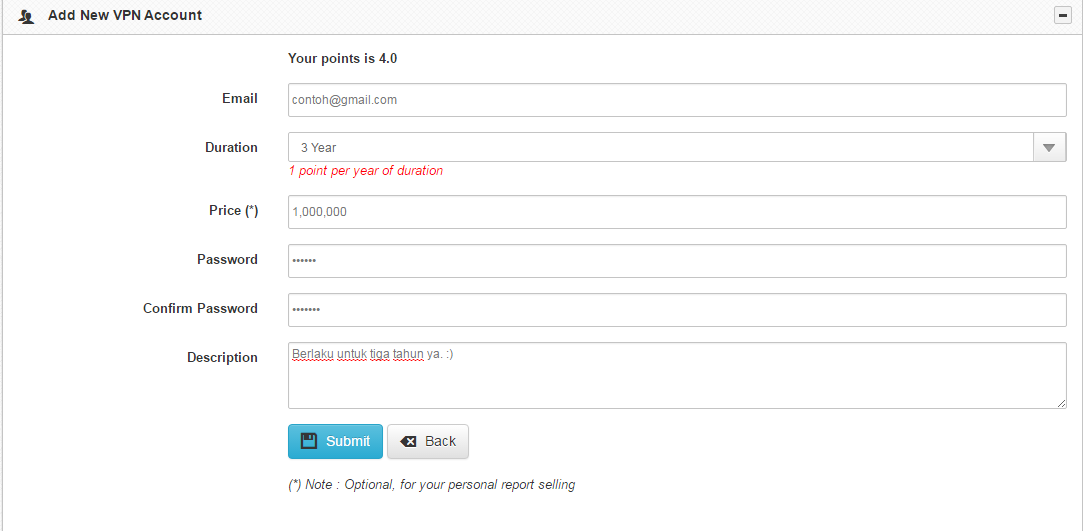 Add New VPN Account
Your points is 4.0
Email
contoh@gmail.com
Duration
3 Year
1 point per year of duration
Price (*)
1,000,000
Password
••••••
Confirm Password
•••••••
Description
Berlaku untuk tiga tahun ya. :)
Submit
Back
(*) Note : Optional, for your personal report selling